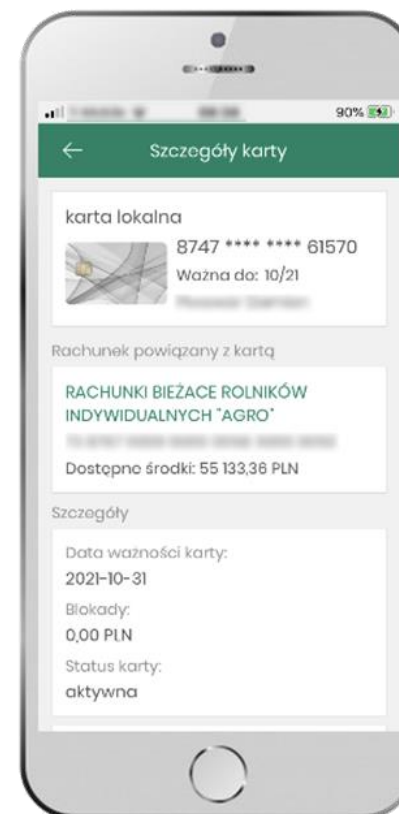 90%
Szczegóły karty
karta lokalna
8747 **** **** 61570
Ważna do: 10/21
Rachunek powiązany z kartą
RACHUNKI BIEŻACE ROLNIKÓW
INDYWIDUALNYCH "AGRO"
Dostępne środki: 55 133,36 PLN
Szczegóły
Data ważności karty:
2021-10-31
Blokady:
0,00 PLN
Status karty:
aktywna